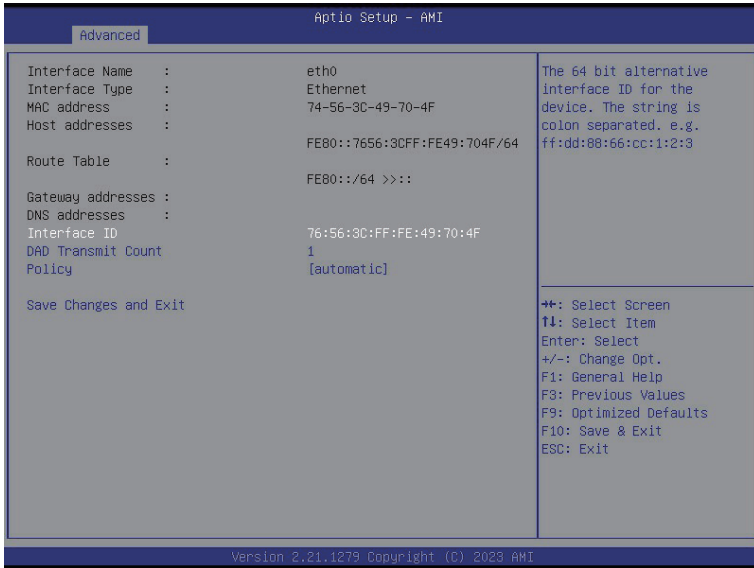 Aptio Setup – AMI
Advanced
Interface Name : eth0
Interface Type : Ethernet
MAC address : 74-56-3C-49-70-4F
Host addresses :
FE80::7656:3CFF:FE49:704F/64
Route Table :
FE80::/64 >>::
Gateway addresses :
DNS addresses :
Interface ID 76:56:3C:FF:FE:49:70:4F
DAD Transmit Count 1
Policy [automatic]
Save Changes and Exit
The 64 bit alternative
interface ID for the
device. The string is
colon separated. e.g.
ff:dd:88:66:cc:1:2:3
→←: Select Screen
↑↓: Select Item
Enter: Select
+/-: Change Opt.
F1: General Help
F3: Previous Values
F9: Optimized Defaults
F10: Save & Exit
ESC: Exit
Version 2.21.1279 Copyright (C) 2023 AMI